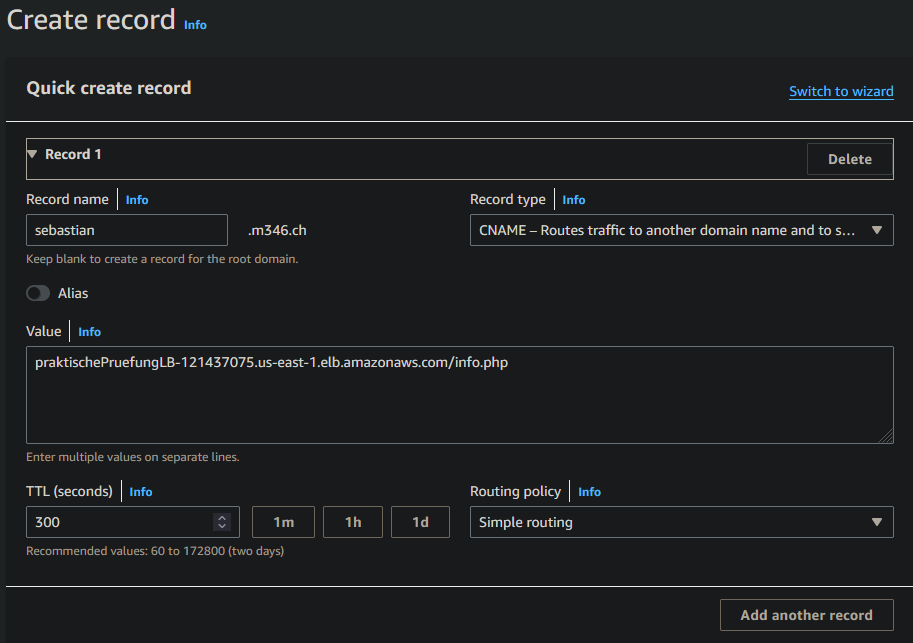 Create record Info
Quick create record
Switch to wizard
Record 1
Delete
Record name Info
sebastian .m346.ch
Keep blank to create a record for the root domain.
Record type Info
CNAME – Routes traffic to another domain name and to s...
Alias
Value Info
praktischePruefungLB-121437075.us-east-1.elb.amazonaws.com/info.php
Enter multiple values on separate lines.
TTL (seconds) Info
300 1m 1h 1d
Recommended values: 60 to 172800 (two days)
Routing policy Info
Simple routing
Add another record